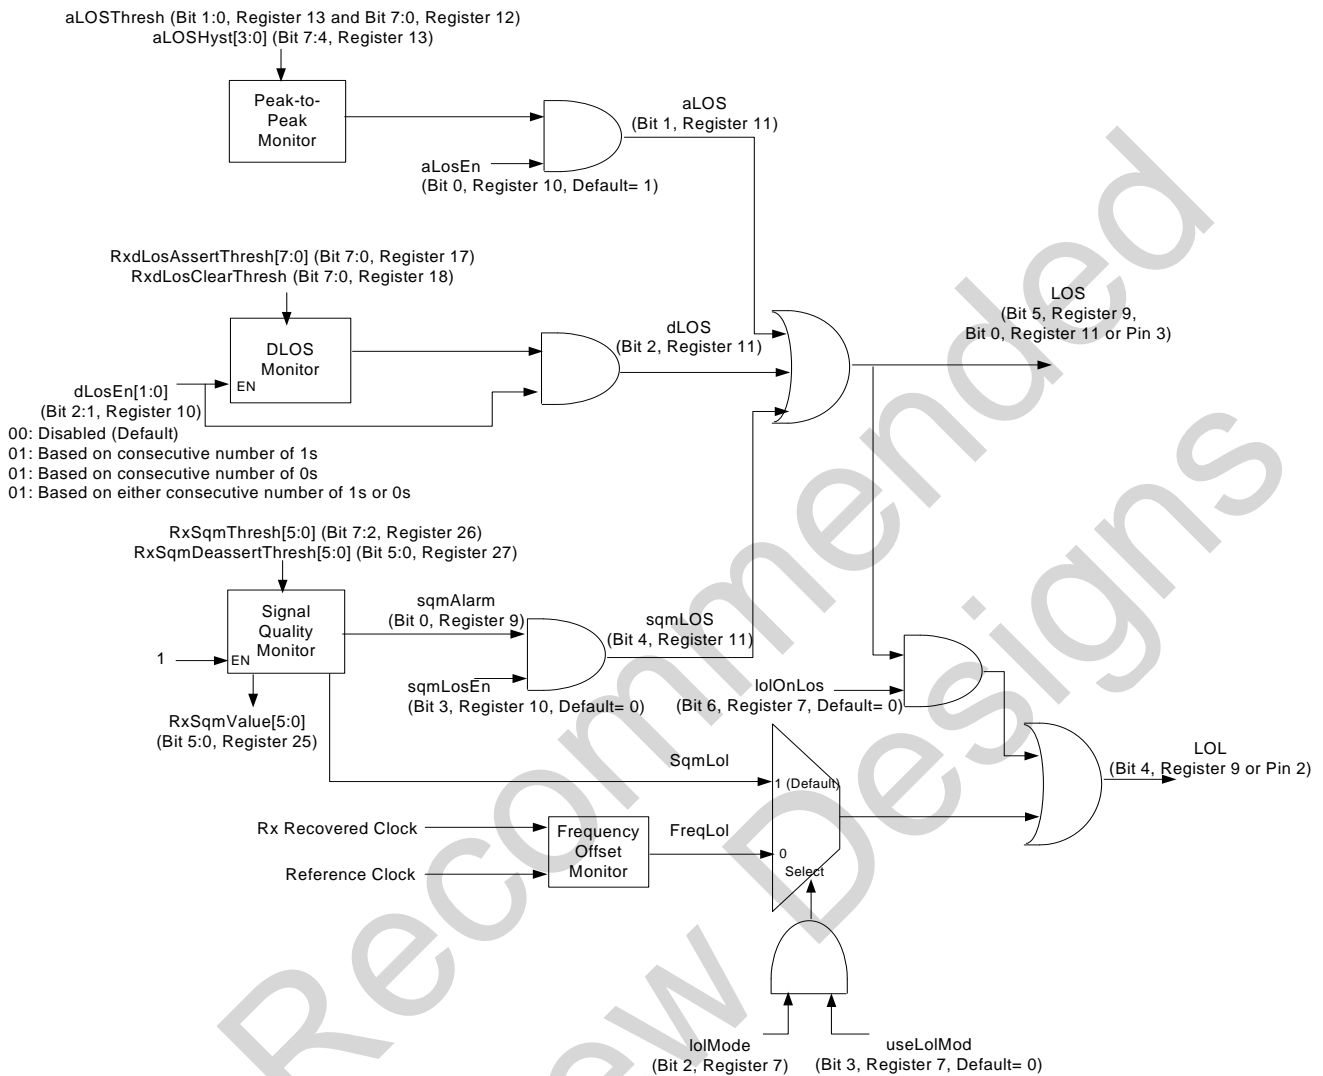 aLOSThresh (Bit 1:0, Register 13 and Bit 7:0, Register 12)
aLOSHyst[3:0] (Bit 7:4, Register 13)
Peak-to-
Peak
Monitor
aLOS
(Bit 1, Register 11)
aLosEn
(Bit 0, Register 10, Default= 1)
RxdLosAssertThresh[7:0] (Bit 7:0, Register 17)
RxdLosClearThresh (Bit 7:0, Register 18)
DLOS
Monitor
EN
dLosEn[1:0]
(Bit 2:1, Register 10)
00: Disabled (Default)
01: Based on consecutive number of 1s
01: Based on consecutive number of 0s
01: Based on either consecutive number of 1s or 0s
dLOS
(Bit 2, Register 11)
LOS
(Bit 5, Register 9,
Bit 0, Register 11 or Pin 3)
RxSqmThresh[5:0] (Bit 7:2, Register 26)
RxSqmDeassertThresh[5:0] (Bit 5:0, Register 27)
Signal
Quality
Monitor
EN
1
RxSqmValue[5:0]
(Bit 5:0, Register 25)
sqmAlarm
(Bit 0, Register 9)
sqmLosEn
(Bit 3, Register 10, Default= 0)
sqmLOS
(Bit 4, Register 11)
lolOnLos
(Bit 6, Register 7, Default= 0)
SqmLol
1 (Default)
Rx Recovered Clock
Reference Clock
Frequency
Offset
Monitor
FreqLol
0
Select
LOL
(Bit 4, Register 9 or Pin 2)
lolMode
(Bit 2, Register 7)
useLolMod
(Bit 3, Register 7, Default= 0)
Recommended
ew Designs